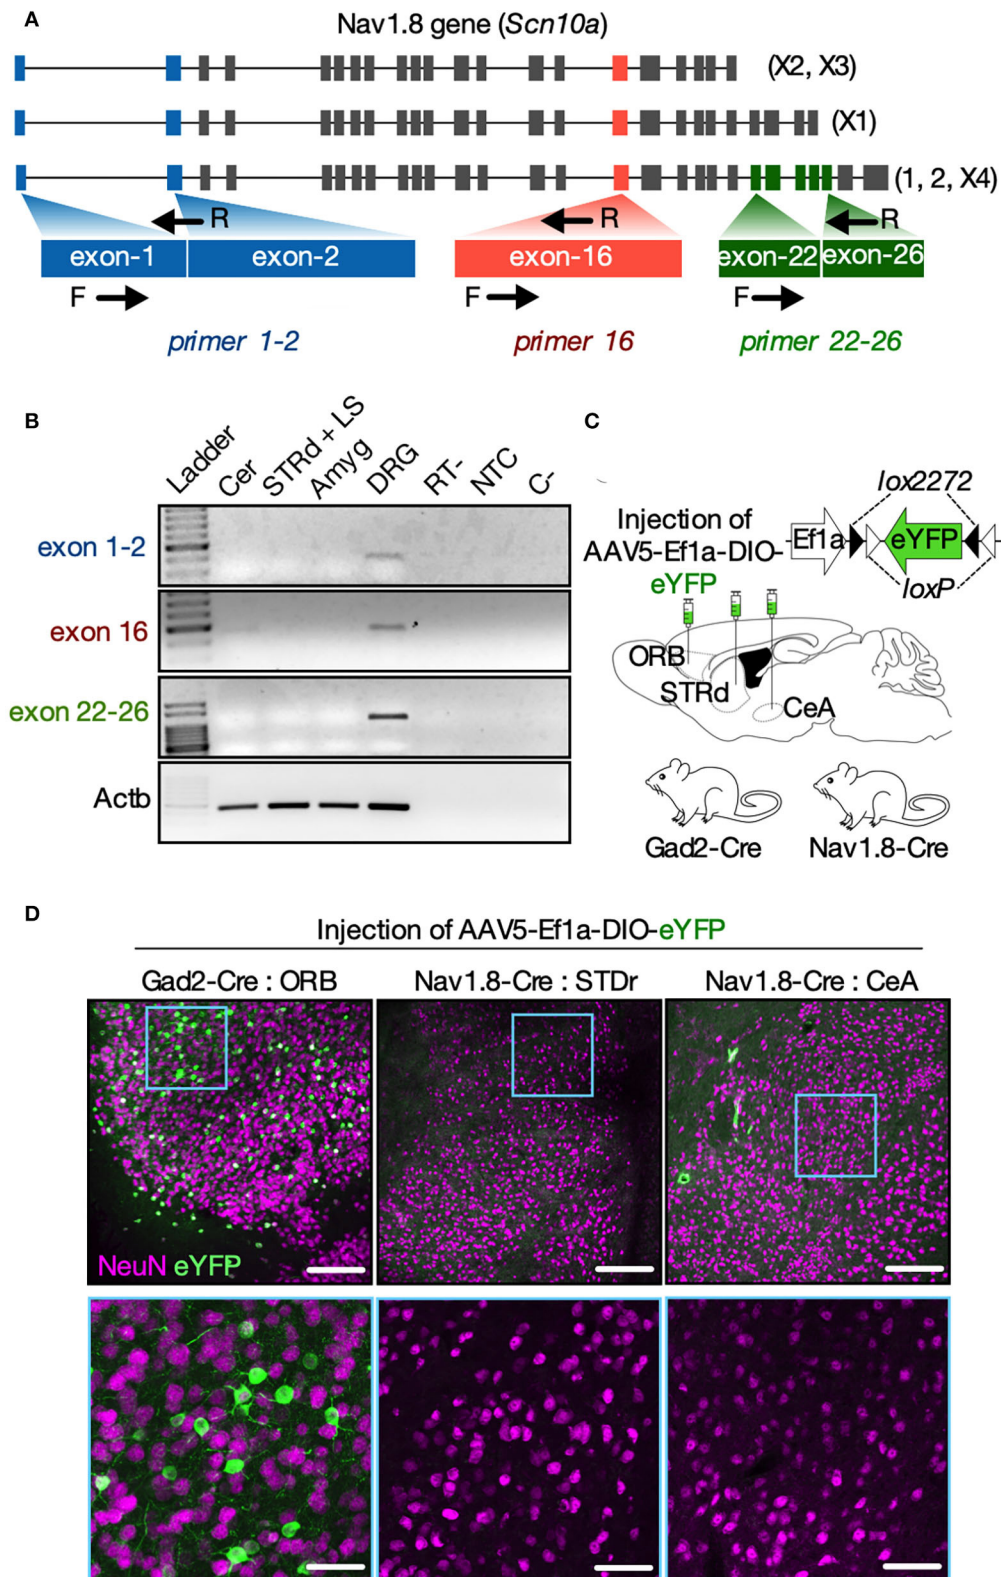 A
Nav1.8 gene (Scn10a)
(X2, X3)
(X1)
(1, 2, X4)
R
R
R
exon-1
exon-2
exon-16
exon-22
exon-26
F
F
F
primer 1-2
primer 16
primer 22-26
B
Ladder
Cer
STRd + LS
Amyg
DRG
RT-
NTC
C-
exon 1-2
exon 16
exon 22-26
Actb
C
lox2272
Injection of
AAV5-Ef1a-DIO-
eYFP
Ef1a
eYFP
loxP
ORB
STRd
CeA
Gad2-Cre
Nav1.8-Cre
D
Injection of AAV5-Ef1a-DIO-eYFP
Gad2-Cre : ORB
Nav1.8-Cre : STDr
Nav1.8-Cre : CeA
NeuN eYFP